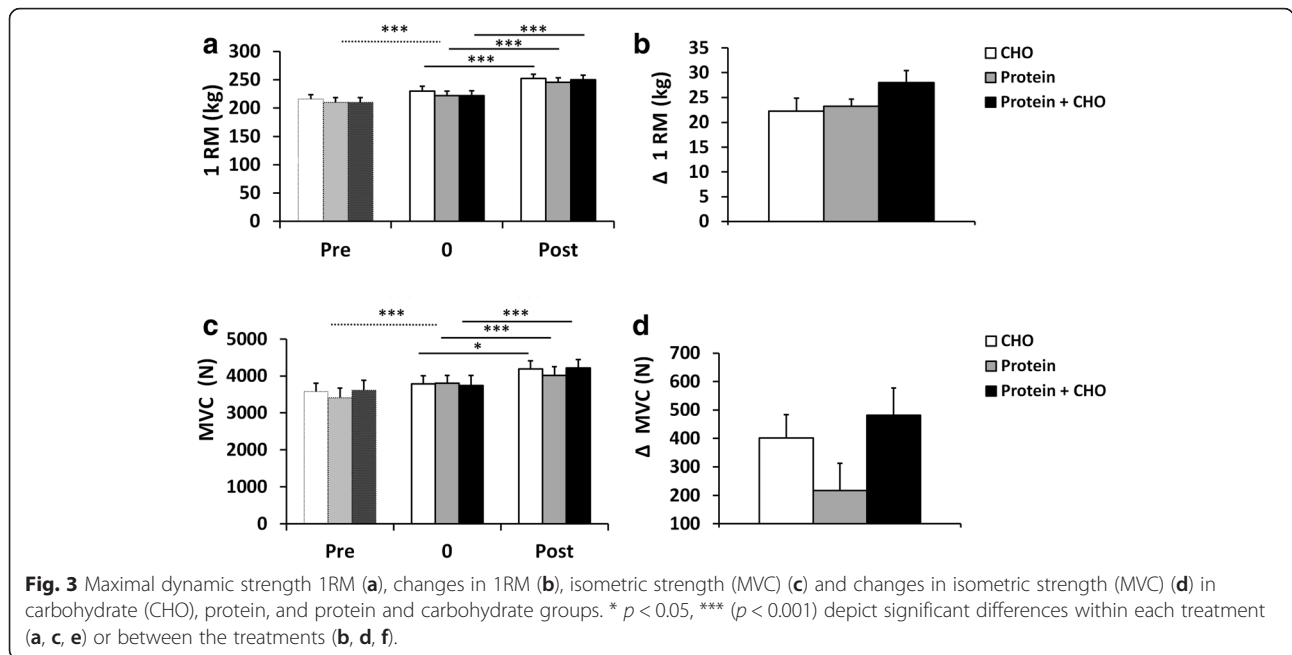 a
***
***
***
***
300
250
200
150
100
50
0
1 RM (kg)
Pre 0 Post
b
35
30
25
20
15
10
5
0
Δ 1 RM (kg)
CHO
Protein
Protein + CHO
c
***
***
***
*
5000
4000
3000
2000
1000
0
MVC (N)
Pre 0 Post
d
700
600
500
400
300
200
100
Δ MVC (N)
CHO
Protein
Protein + CHO
Fig. 3 Maximal dynamic strength 1RM (a), changes in 1RM (b), isometric strength (MVC) (c) and changes in isometric strength (MVC) (d) in
carbohydrate (CHO), protein, and protein and carbohydrate groups. * p < 0.05, *** (p < 0.001) depict significant differences within each treatment
(a, c, e) or between the treatments (b, d, f).